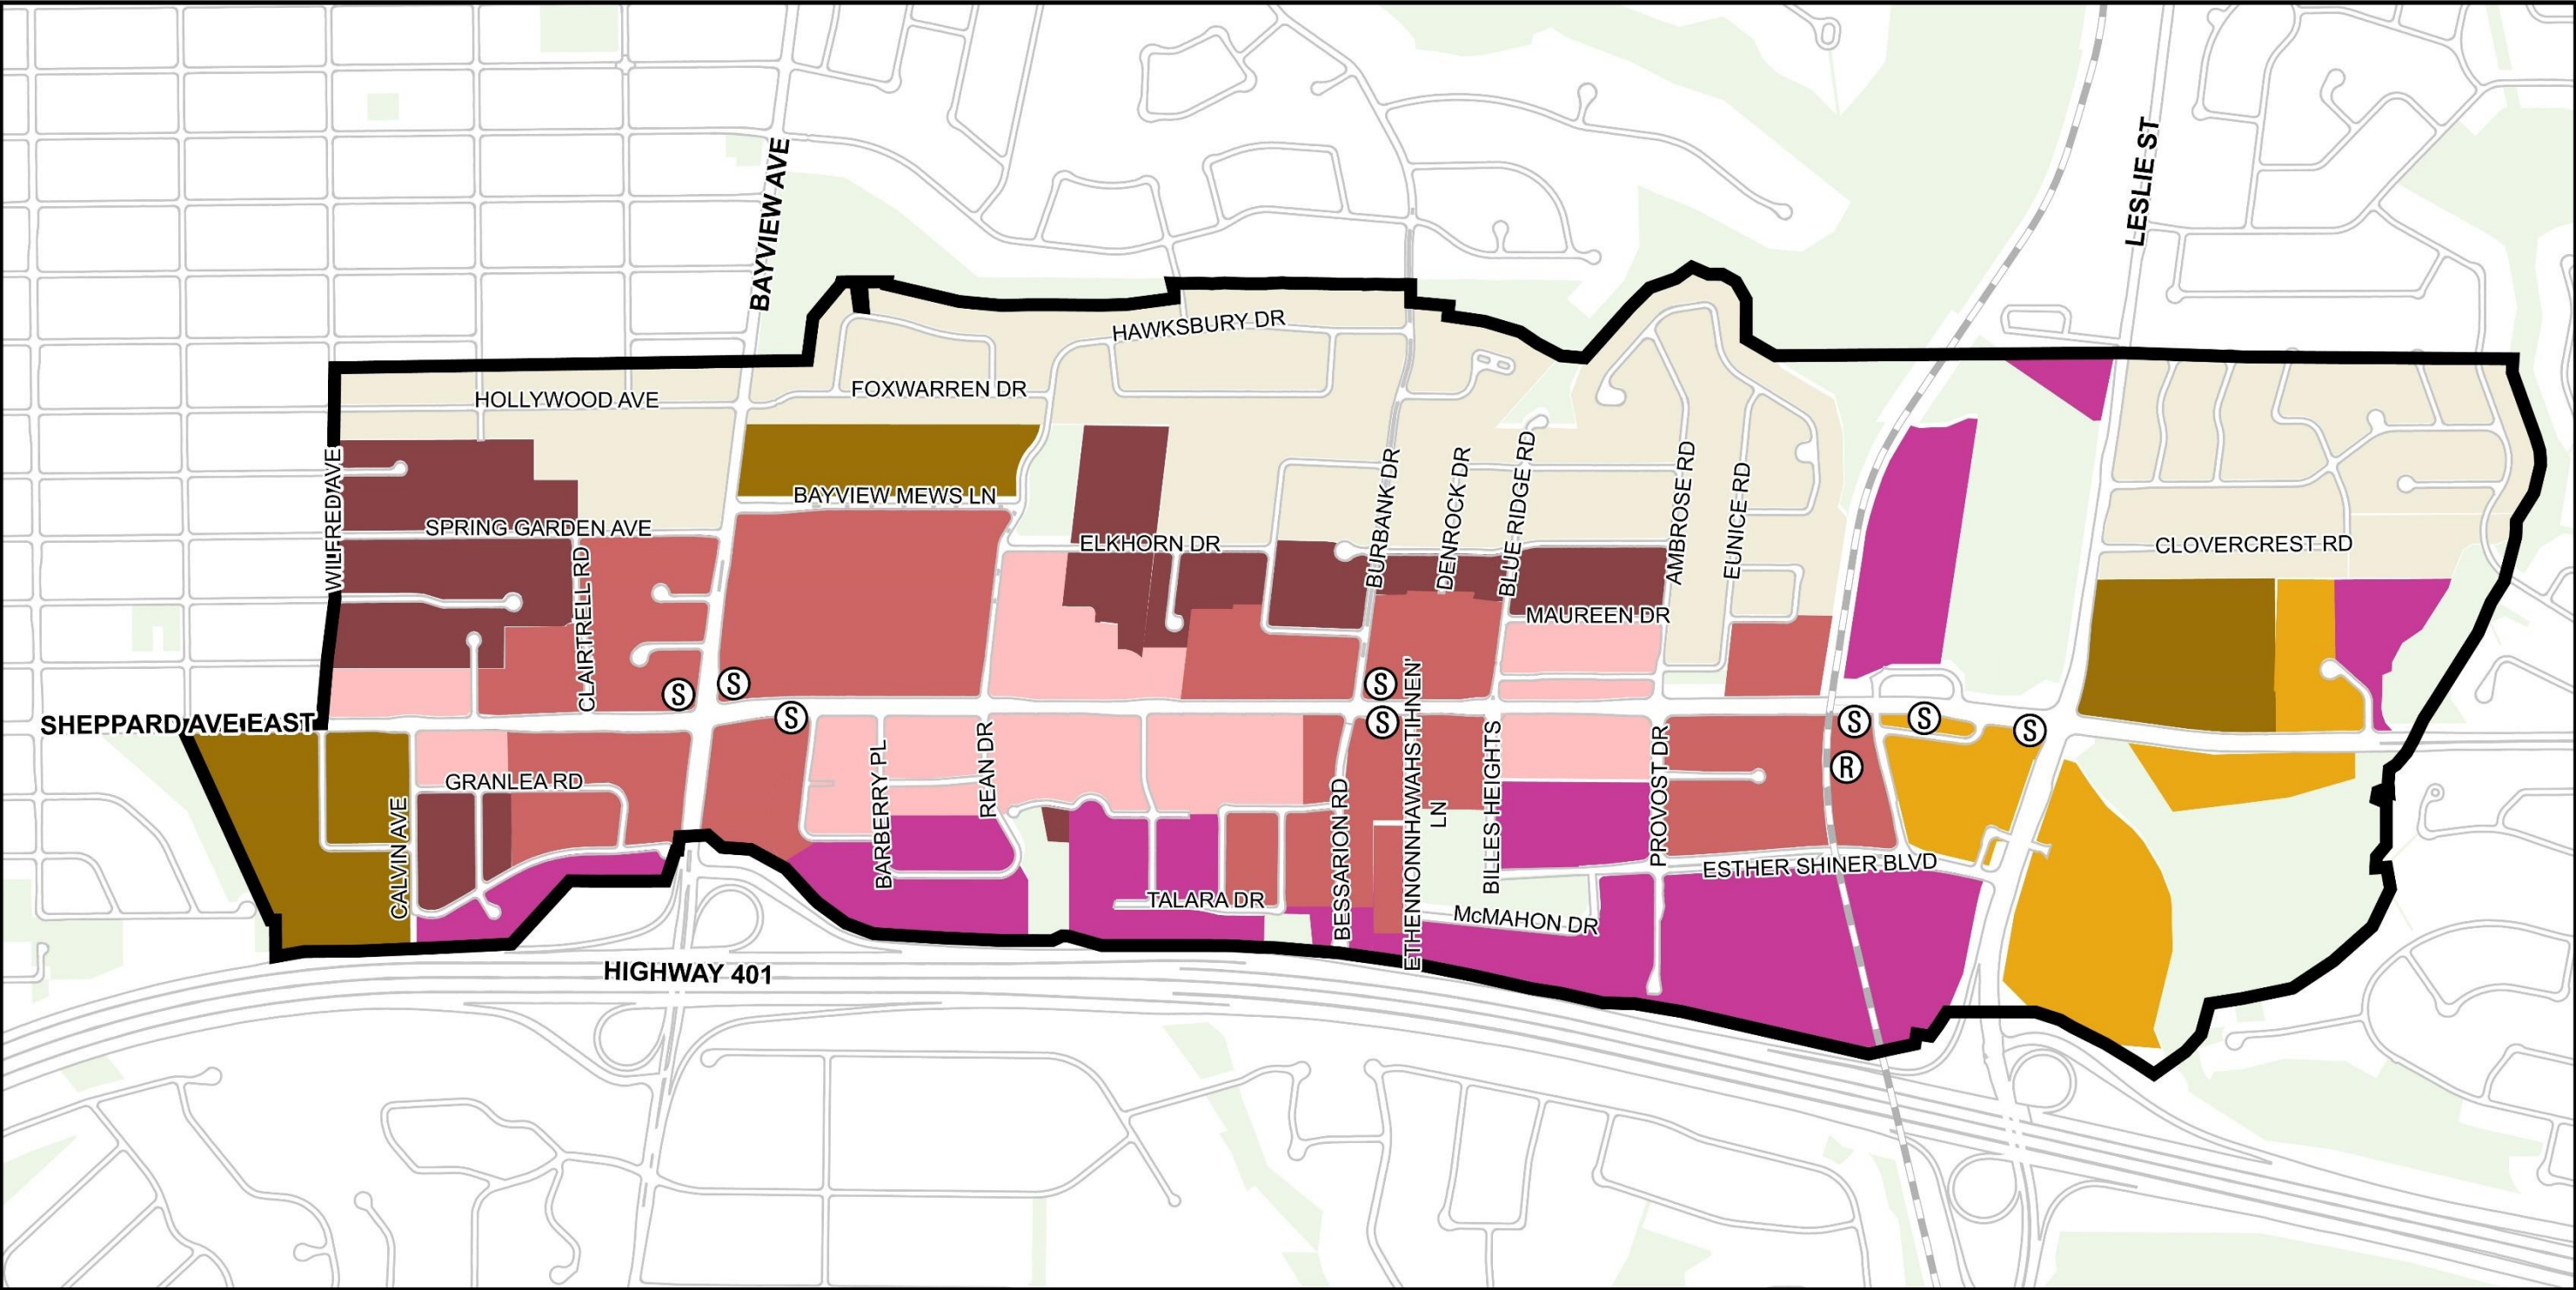 BAYVIEW AVE
LESLIE ST
HAWKSBURY DR
HOLLYWOOD AVE
FOXWARREN DR
WILFRED AVE
BAYVIEW MEWS LN
SPRING GARDEN AVE
CLAIRTRELL RD
ELKHORN DR
BURBANK DR
DENROCK DR
BLUE RIDGE RD
AMBROSE RD
EUNICE RD
CLOVERCREST RD
MAUREEN DR
S
S
S
SHEPPARD AVE EAST
S
S
S
S
S
R
GRANLEA RD
CALVIN AVE
BARBERRY PL
REAN DR
BESSARION RD
ETHENNONNHAWAHSTIHNEN'
LN
BILLES HEIGHTS
PROVOST DR
ESTHER SHINER BLVD
TALARA DR
McMAHON DR
HIGHWAY 401